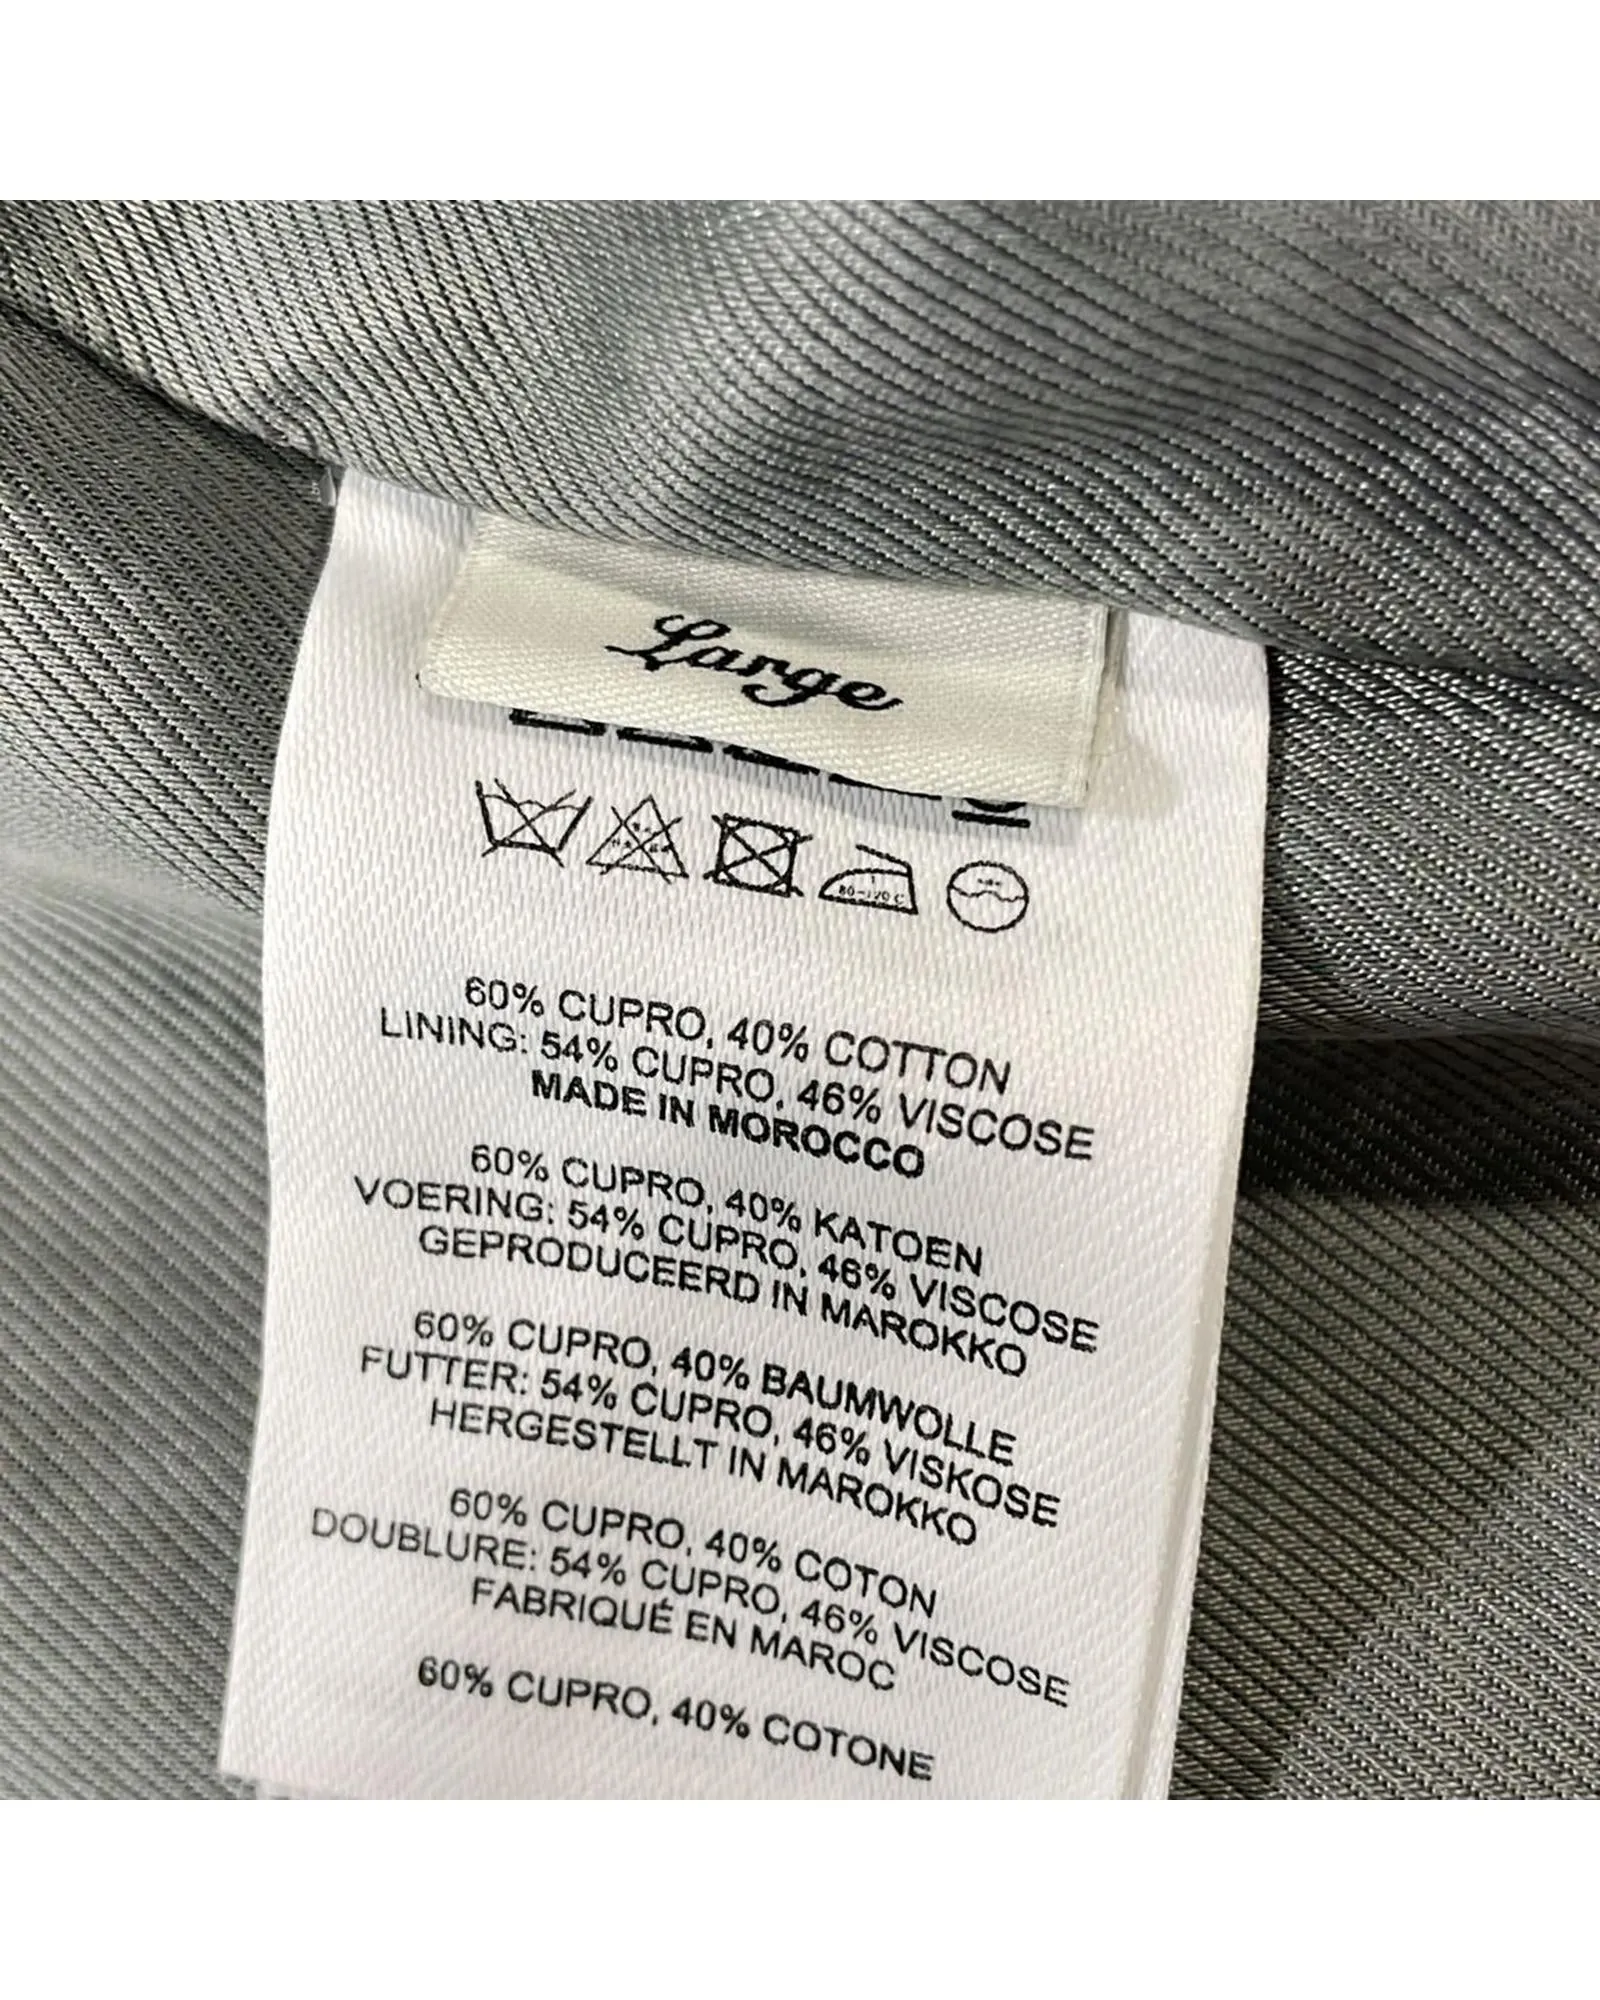 Large
60% CUPRO, 40% COTTON
LINING: 54% CUPRO, 46% VISCOSE
MADE IN MOROCCO
60% CUPRO, 40% KATOEN
VOERING: 54% CUPRO, 46% VISCOSE
GEPRODUCEERD IN MAROKKO
60% CUPRO, 40% BAUMWOLLE
FUTTER: 54% CUPRO, 46% VISKOSE
HERGESTELLT IN MAROKKO
60% CUPRO, 40% COTON
DOUBLURE: 54% CUPRO, 46% VISCOSE
FABRIQUÉ EN MAROC
60% CUPRO, 40% COTONE